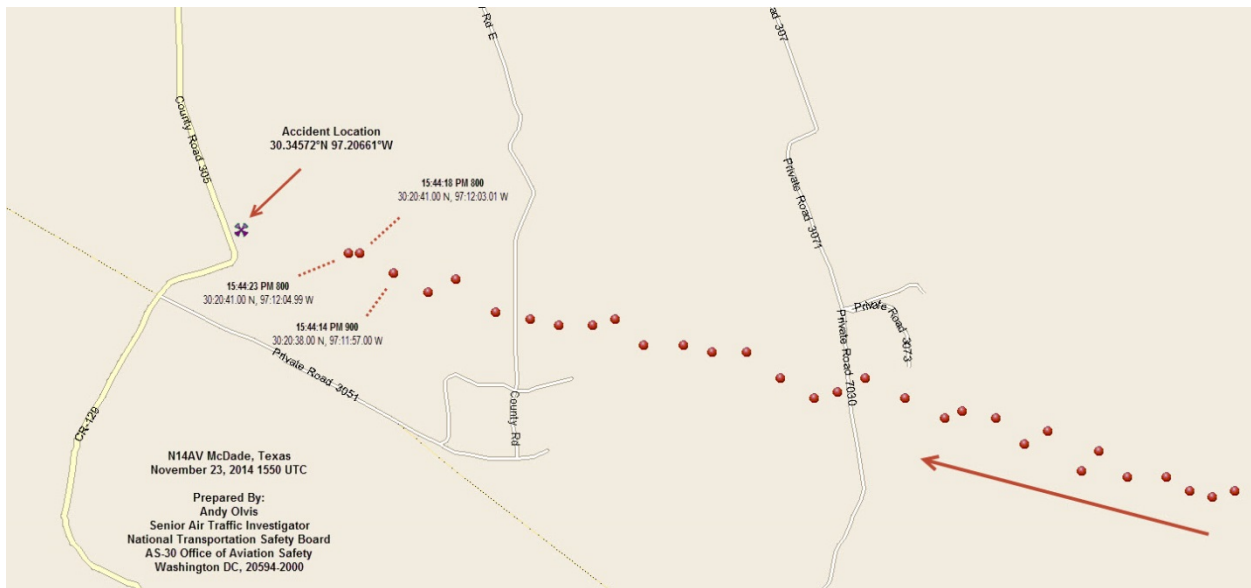 Rd E
Road 307
County Road 305
Accident Location
30.34572°N 97.20661°W
15:44:18 PM 800
30:20:41.00 N, 97:12:03.01 W
Private Road 3071
15:44:23 PM 800
30:20:41.00 N, 97:12:04.99 W
15:44:14 PM 900
30:20:38.00 N, 97:11:57.00 W
Private Road 3073
Private Road 7030
Private Road 3051
County Rd
CR-129
N14AV McDade, Texas
November 23, 2014 1550 UTC
Prepared By:
Andy Olvis
Senior Air Traffic Investigator
National Transportation Safety Board
AS-30 Office of Aviation Safety
Washington DC, 20594-2000